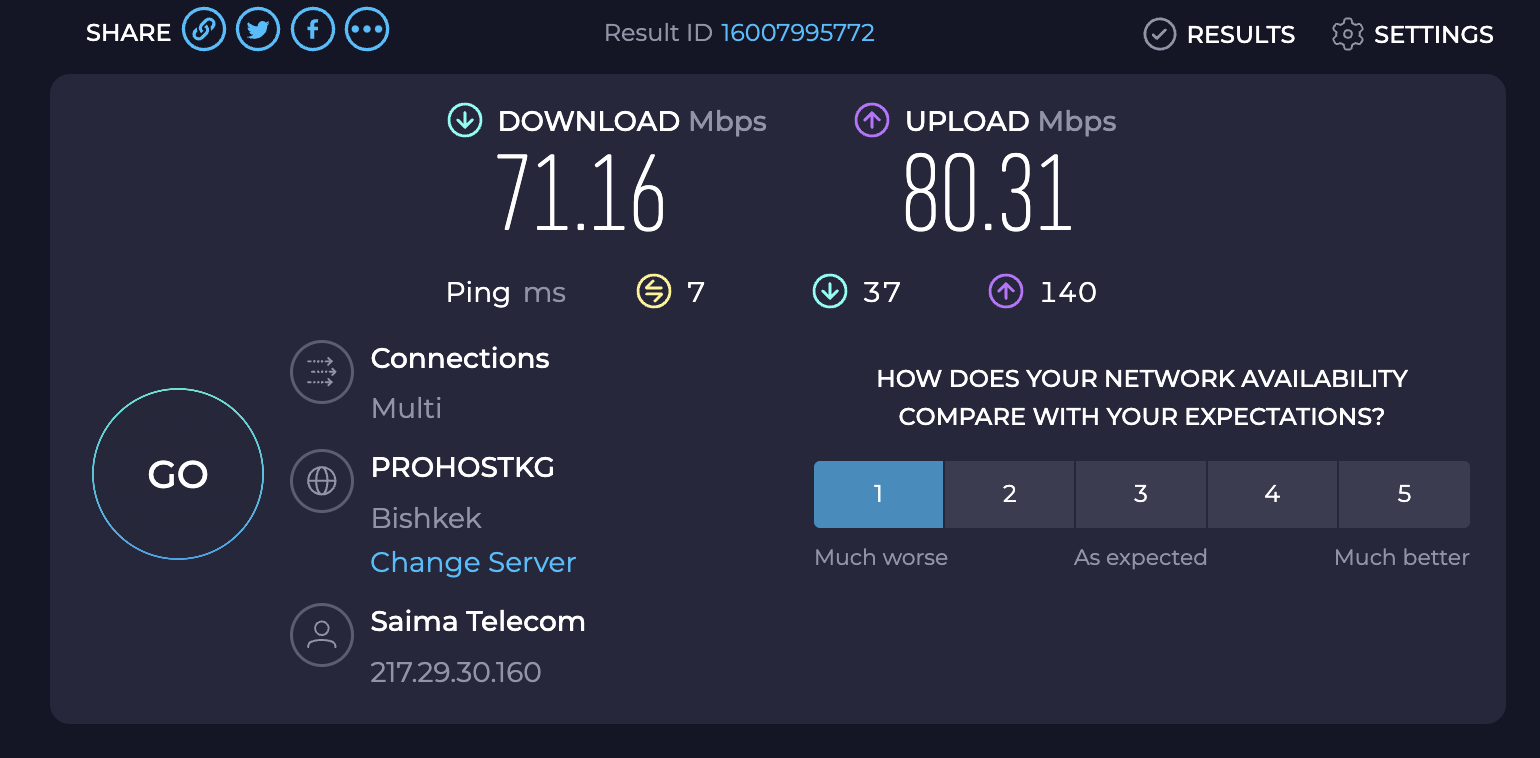 SHARE
Result ID 16007995772
RESULTS
SETTINGS
DOWNLOAD Mbps
71.16
UPLOAD Mbps
80.31
Ping ms 7 37 140
GO
Connections
Multi
PROHOSTKG
Bishkek
Change Server
Saima Telecom
217.29.30.160
HOW DOES YOUR NETWORK AVAILABILITY
COMPARE WITH YOUR EXPECTATIONS?
1 2 3 4 5
Much worse As expected Much better